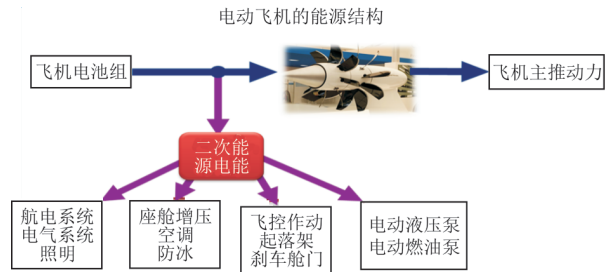 电动飞机的能源结构
飞机电池组
飞机主推动力
二次能
源电能
航电系统
电气系统
照明
座舱增压
空调
防冰
飞控作动
起落架
刹车舱门
电动液压泵
电动燃油泵